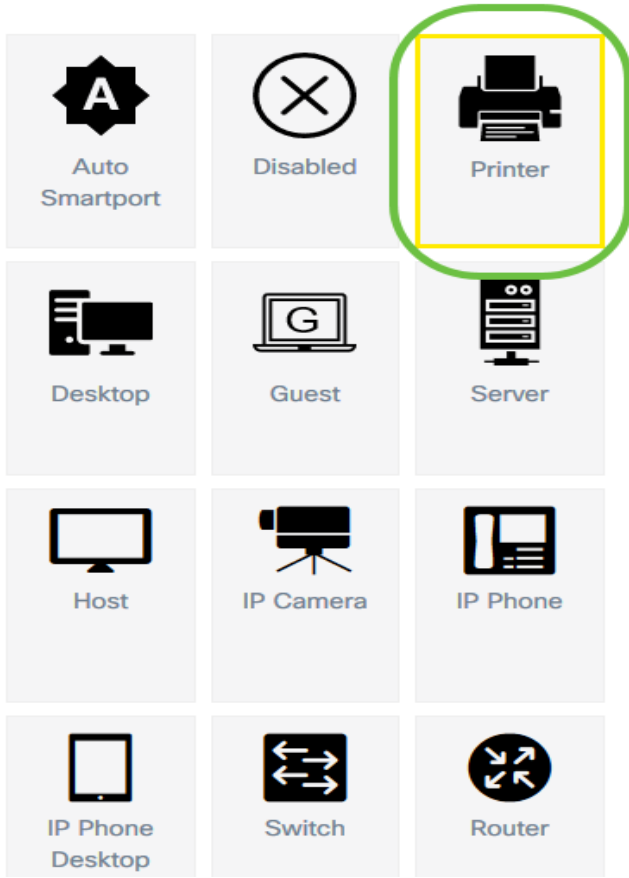 A
Auto
Smartport
Disabled
Printer
Desktop
G
Guest
Server
Host
IP Camera
IP Phone
IP Phone
Desktop
Switch
Router